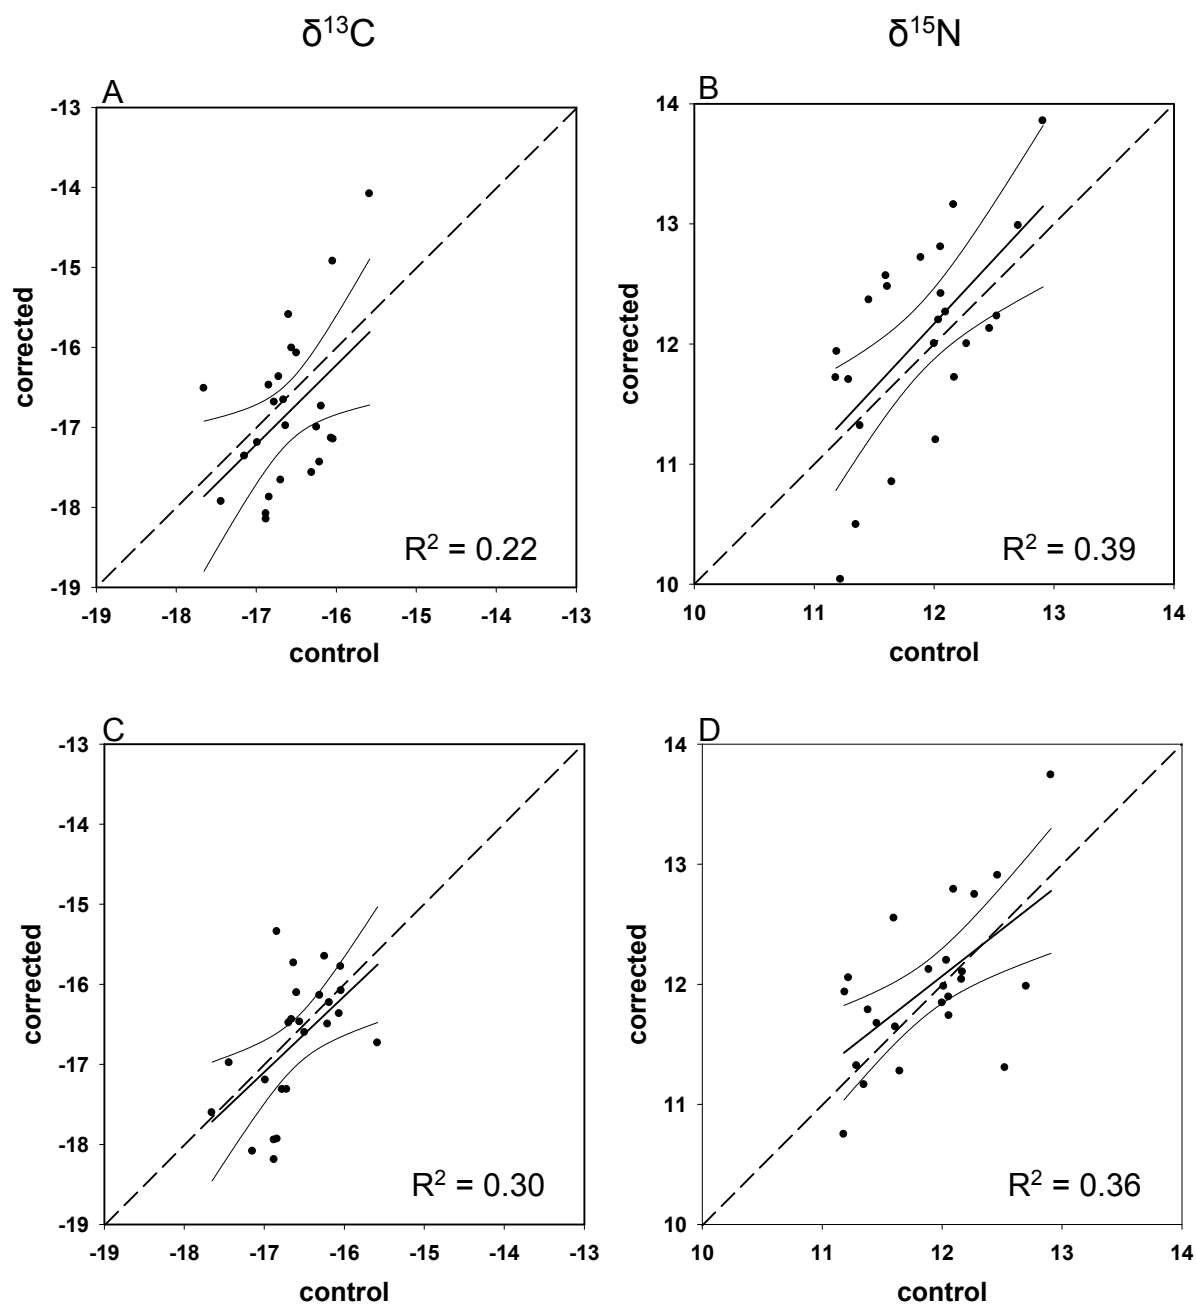 δ¹³C
δ¹⁵N
A
-13
-14
-15
-16
-17
-18
-19
corrected
-19 -18 -17 -16 -15 -14 -13
control
R² = 0.22
B
14
13
12
11
10
corrected
10 11 12 13 14
control
R² = 0.39
C
-13
-14
-15
-16
-17
-18
-19
corrected
-19 -18 -17 -16 -15 -14 -13
control
R² = 0.30
D
14
13
12
11
10
corrected
10 11 12 13 14
control
R² = 0.36